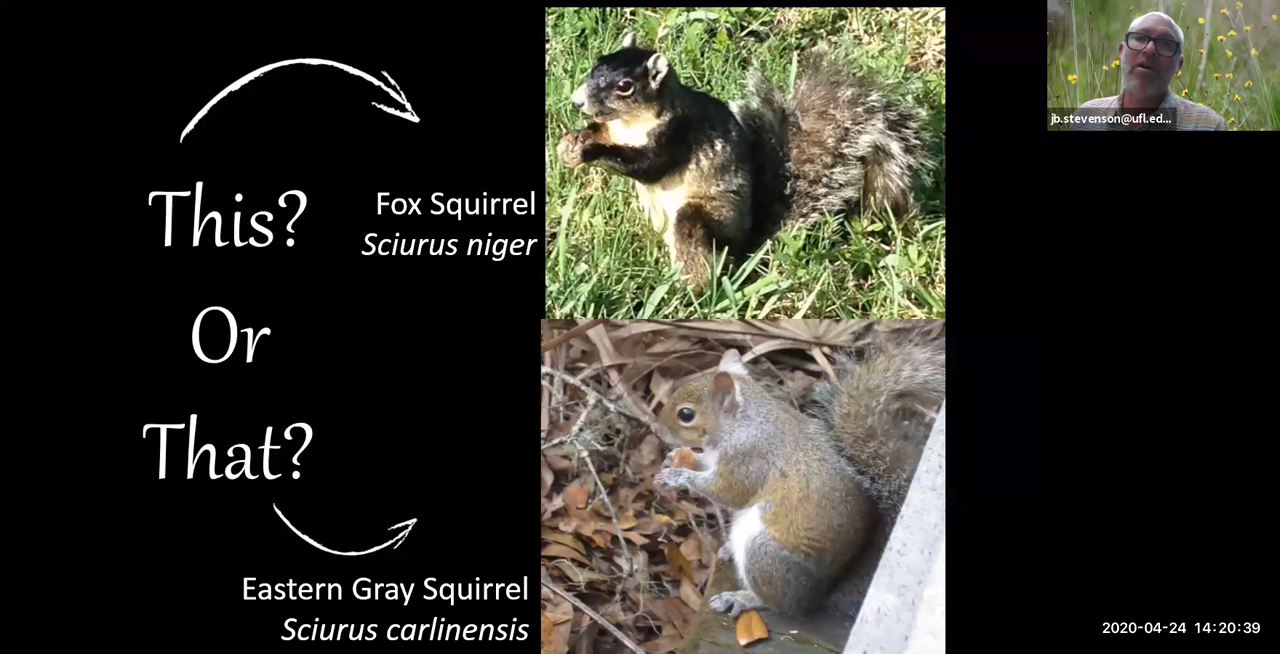 This?
Or
That?
Fox Squirrel
Sciurus niger
Eastern Gray Squirrel
Sciurus carlinensis
jb.stevenson@ufl.ed...
2020-04-24 14:20:39